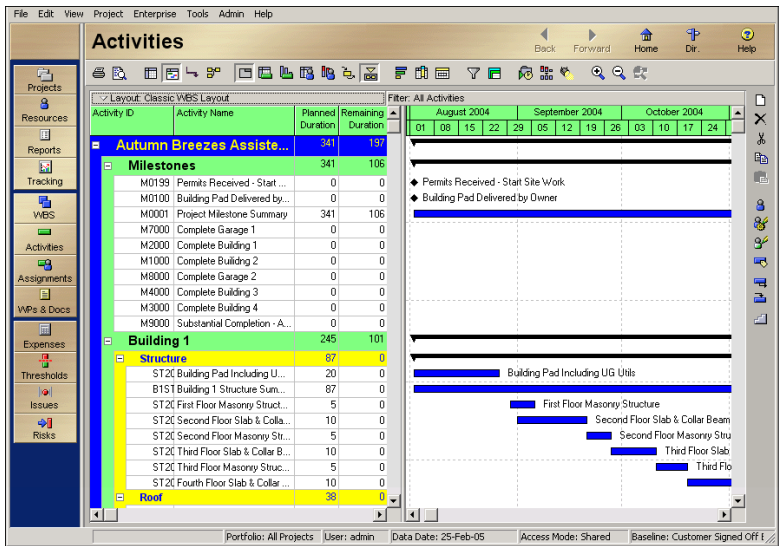 File Edit View Project Enterprise Tools Admin Help
Activities
Back Forward Home Dir. Help
Projects
Resources
Reports
Tracking
WBS
Activities
Assignments
WPs & Docs
Expenses
Thresholds
Issues
Risks
Layout: Classic WBS Layout Filter: All Activities
Activity ID Activity Name Planned Duration Remaining Duration
August 2004 September 2004 October 2004
01 08 15 22 29 05 12 19 26 03 10 17 24
Autumn Breezes Assiste... 341 197
Milestones 341 106
M0199 Permits Received - Start ... 0 0 Permits Received - Start Site Work
M0100 Building Pad Delivered by... 0 0 Building Pad Delivered by Owner
M0001 Project Milestone Summary 341 106
M7000 Complete Garage 1 0 0
M2000 Complete Building 1 0 0
M1000 Complete Building 2 0 0
M8000 Complete Garage 2 0 0
M4000 Complete Building 3 0 0
M3000 Complete Building 4 0 0
M9000 Substantial Completion - A... 0 0
Building 1 245 101
Structure 87 0
ST20 Building Pad Including U... 20 0 Building Pad Including UG Utils
B1ST Building 1 Structure Sum... 87 0
ST20 First Floor Masonry Struct... 5 0 First Floor Masonry Structure
ST20 Second Floor Slab & Colla... 10 0 Second Floor Slab & Collar Beam
ST20 Second Floor Masonry Str... 5 0 Second Floor Masonry Stru
ST20 Third Floor Slab & Collar B... 10 0 Third Floor Slab
ST20 Third Floor Masonry Struc... 5 0 Third Flo
ST20 Fourth Floor Slab & Collar ... 10 0
Roof 38 0
Portfolio: All Projects User: admin Data Date: 25-Feb-05 Access Mode: Shared Baseline: Customer Signed Off